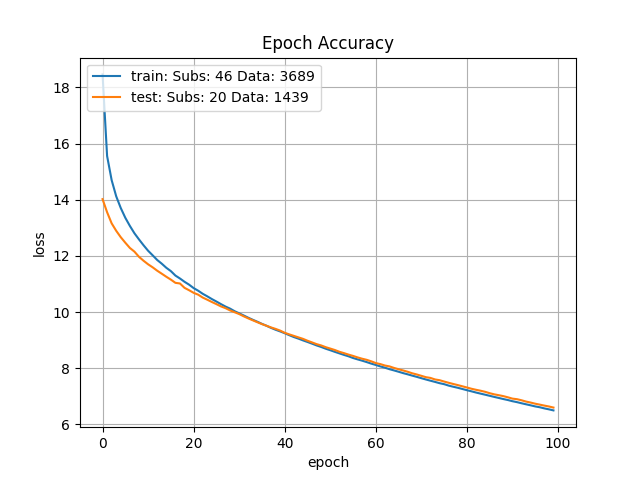 Epoch Accuracy
train: Subs: 46 Data: 3689
test: Subs: 20 Data: 1439
18
16
14
12
10
8
6
loss
0 20 40 60 80 100
epoch